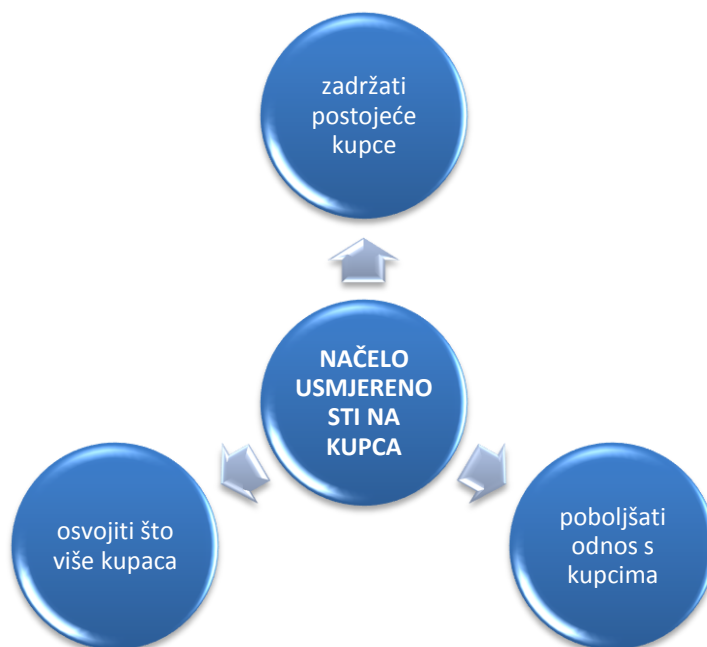 zadržati
postojeće
kupce
NAČELO
USMJERENO
STI NA
KUPCA
osvojiti što
više kupaca
poboljšati
odnos s
kupcima